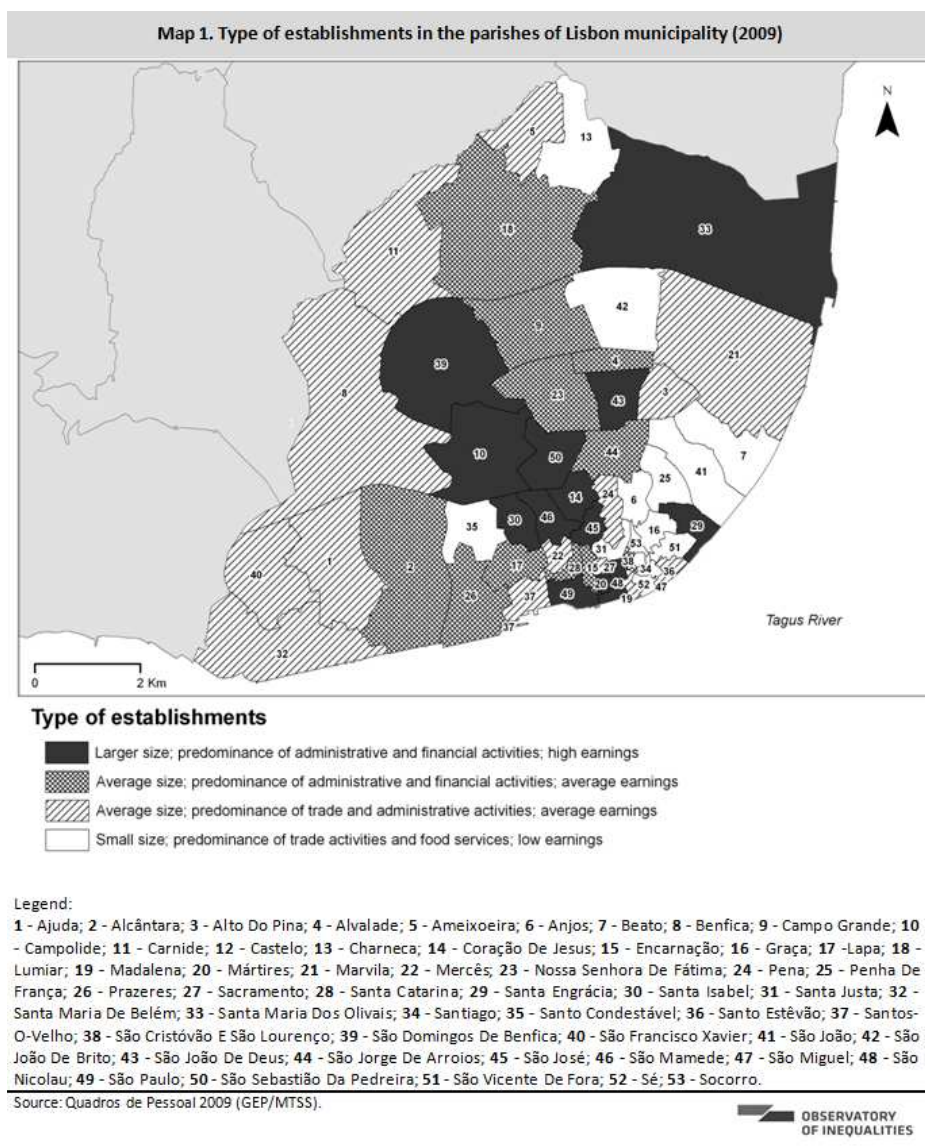 Map 1. Type of establishments in the parishes of Lisbon municipality (2009)
N
5
13
18
33
11
42
9
21
4
39
23
43
3
8
7
10
50
44
41
25
24
6
14
35
30
46
45
16
29
53
51
31
22
1
2
17
28
15
27
38
34
36
40
26
37
49
20
48
52
47
19
37
32
Tagus River
0 2 Km
Type of establishments
Larger size; predominance of administrative and financial activities; high earnings
Average size; predominance of administrative and financial activities; average earnings
Average size; predominance of trade and administrative activities; average earnings
Small size; predominance of trade activities and food services; low earnings
Legend:
1 - Ajuda; 2 - Alcântara; 3 - Alto Do Pina; 4 - Alvalade; 5 - Ameixoeira; 6 - Anjos; 7 - Beato; 8 - Benfica; 9 - Campo Grande; 10
- Campolide; 11 - Carnide; 12 - Castelo; 13 - Charneca; 14 - Coração De Jesus; 15 - Encarnação; 16 - Graça; 17 -Lapa; 18 -
Lumiar; 19 - Madalena; 20 - Mártires; 21 - Marvila; 22 - Mercês; 23 - Nossa Senhora De Fátima; 24 - Pena; 25 - Penha De
França; 26 - Prazeres; 27 - Sacramento; 28 - Santa Catarina; 29 - Santa Engrácia; 30 - Santa Isabel; 31 - Santa Justa; 32 -
Santa Maria De Belém; 33 - Santa Maria Dos Olivais; 34 - Santiago; 35 - Santo Condestável; 36 - Santo Estêvão; 37 - Santos-
O-Velho; 38 - São Cristóvão E São Lourenço; 39 - São Domingos De Benfica; 40 - São Francisco Xavier; 41 - São João; 42 - São
João De Brito; 43 - São João De Deus; 44 - São Jorge De Arroios; 45 - São José; 46 - São Mamede; 47 - São Miguel; 48 - São
Nicolau; 49 - São Paulo; 50 - São Sebastião Da Pedreira; 51 - São Vicente De Fora; 52 - Sé; 53 - Socorro.
Source: Quadros de Pessoal 2009 (GEP/MTSS).
OBSERVATORY
OF INEQUALITIES